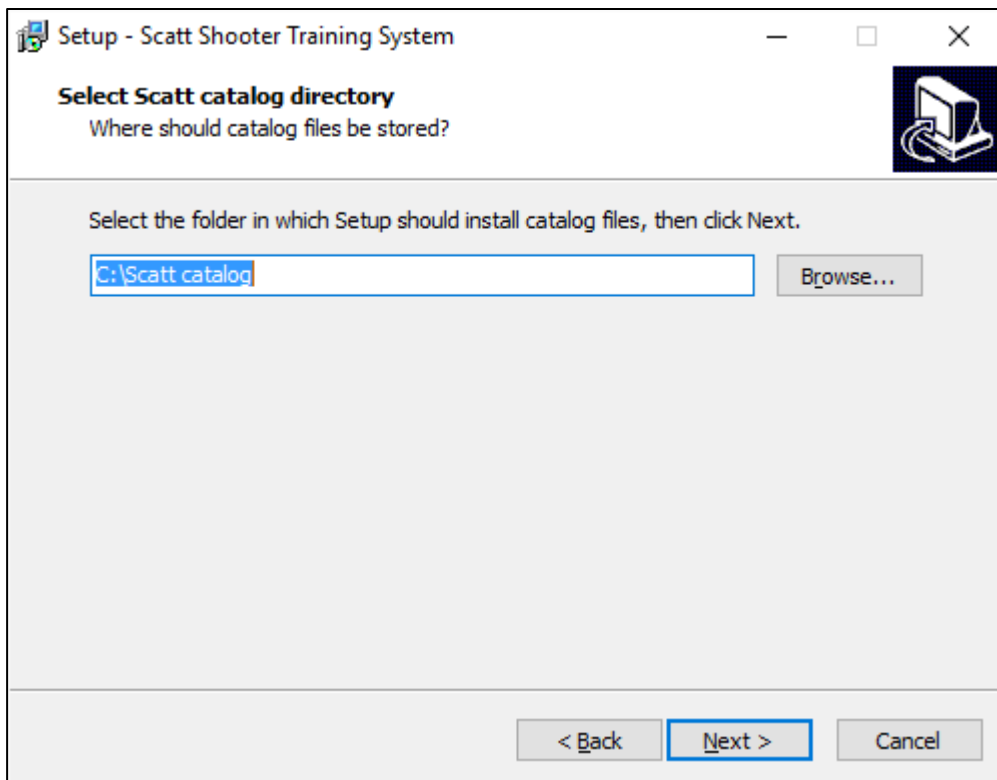 Setup - Scatt Shooter Training System
Select Scatt catalog directory
Where should catalog files be stored?
Select the folder in which Setup should install catalog files, then click Next.
C:\Scatt catalog
Browse...
< Back
Next >
Cancel